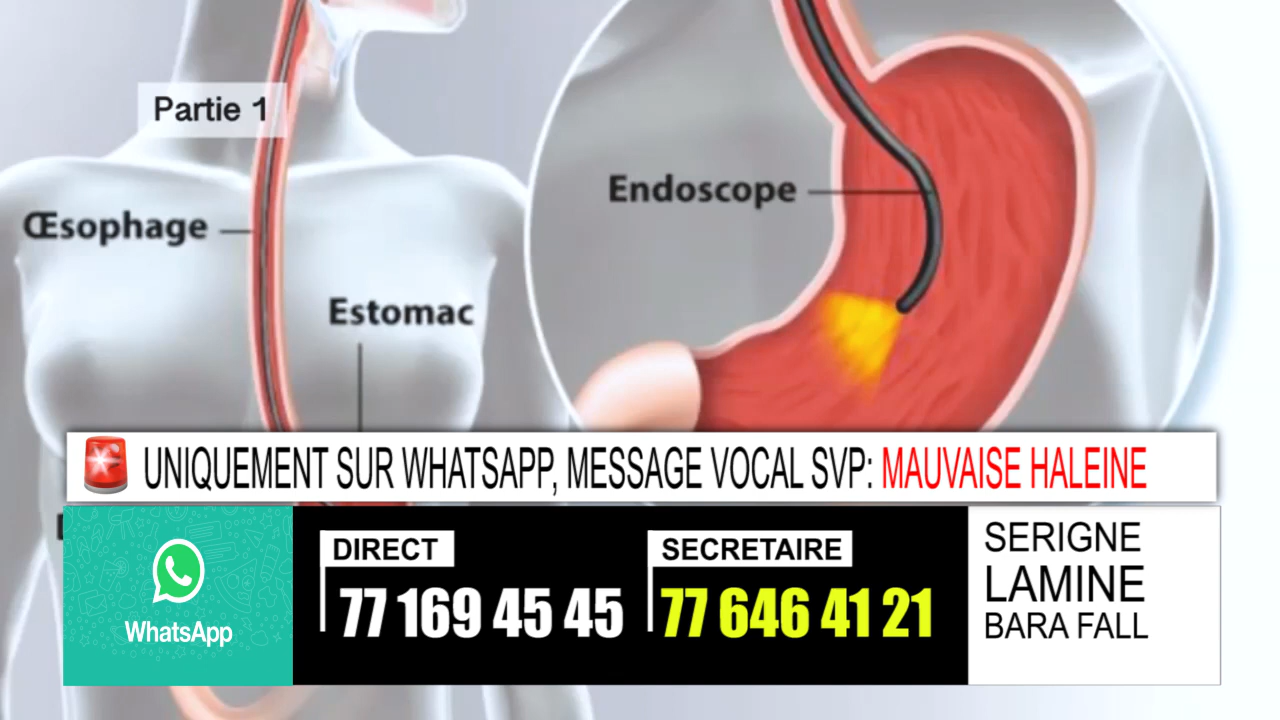 Partie 1
Œsophage
Endoscope
Estomac
UNIQUEMENT SUR WHATSAPP, MESSAGE VOCAL SVP: MAUVAISE HALEINE
WhatsApp
DIRECT
77 169 45 45
SECRETAIRE
77 646 41 21
SERIGNE
LAMINE
BARA FALL